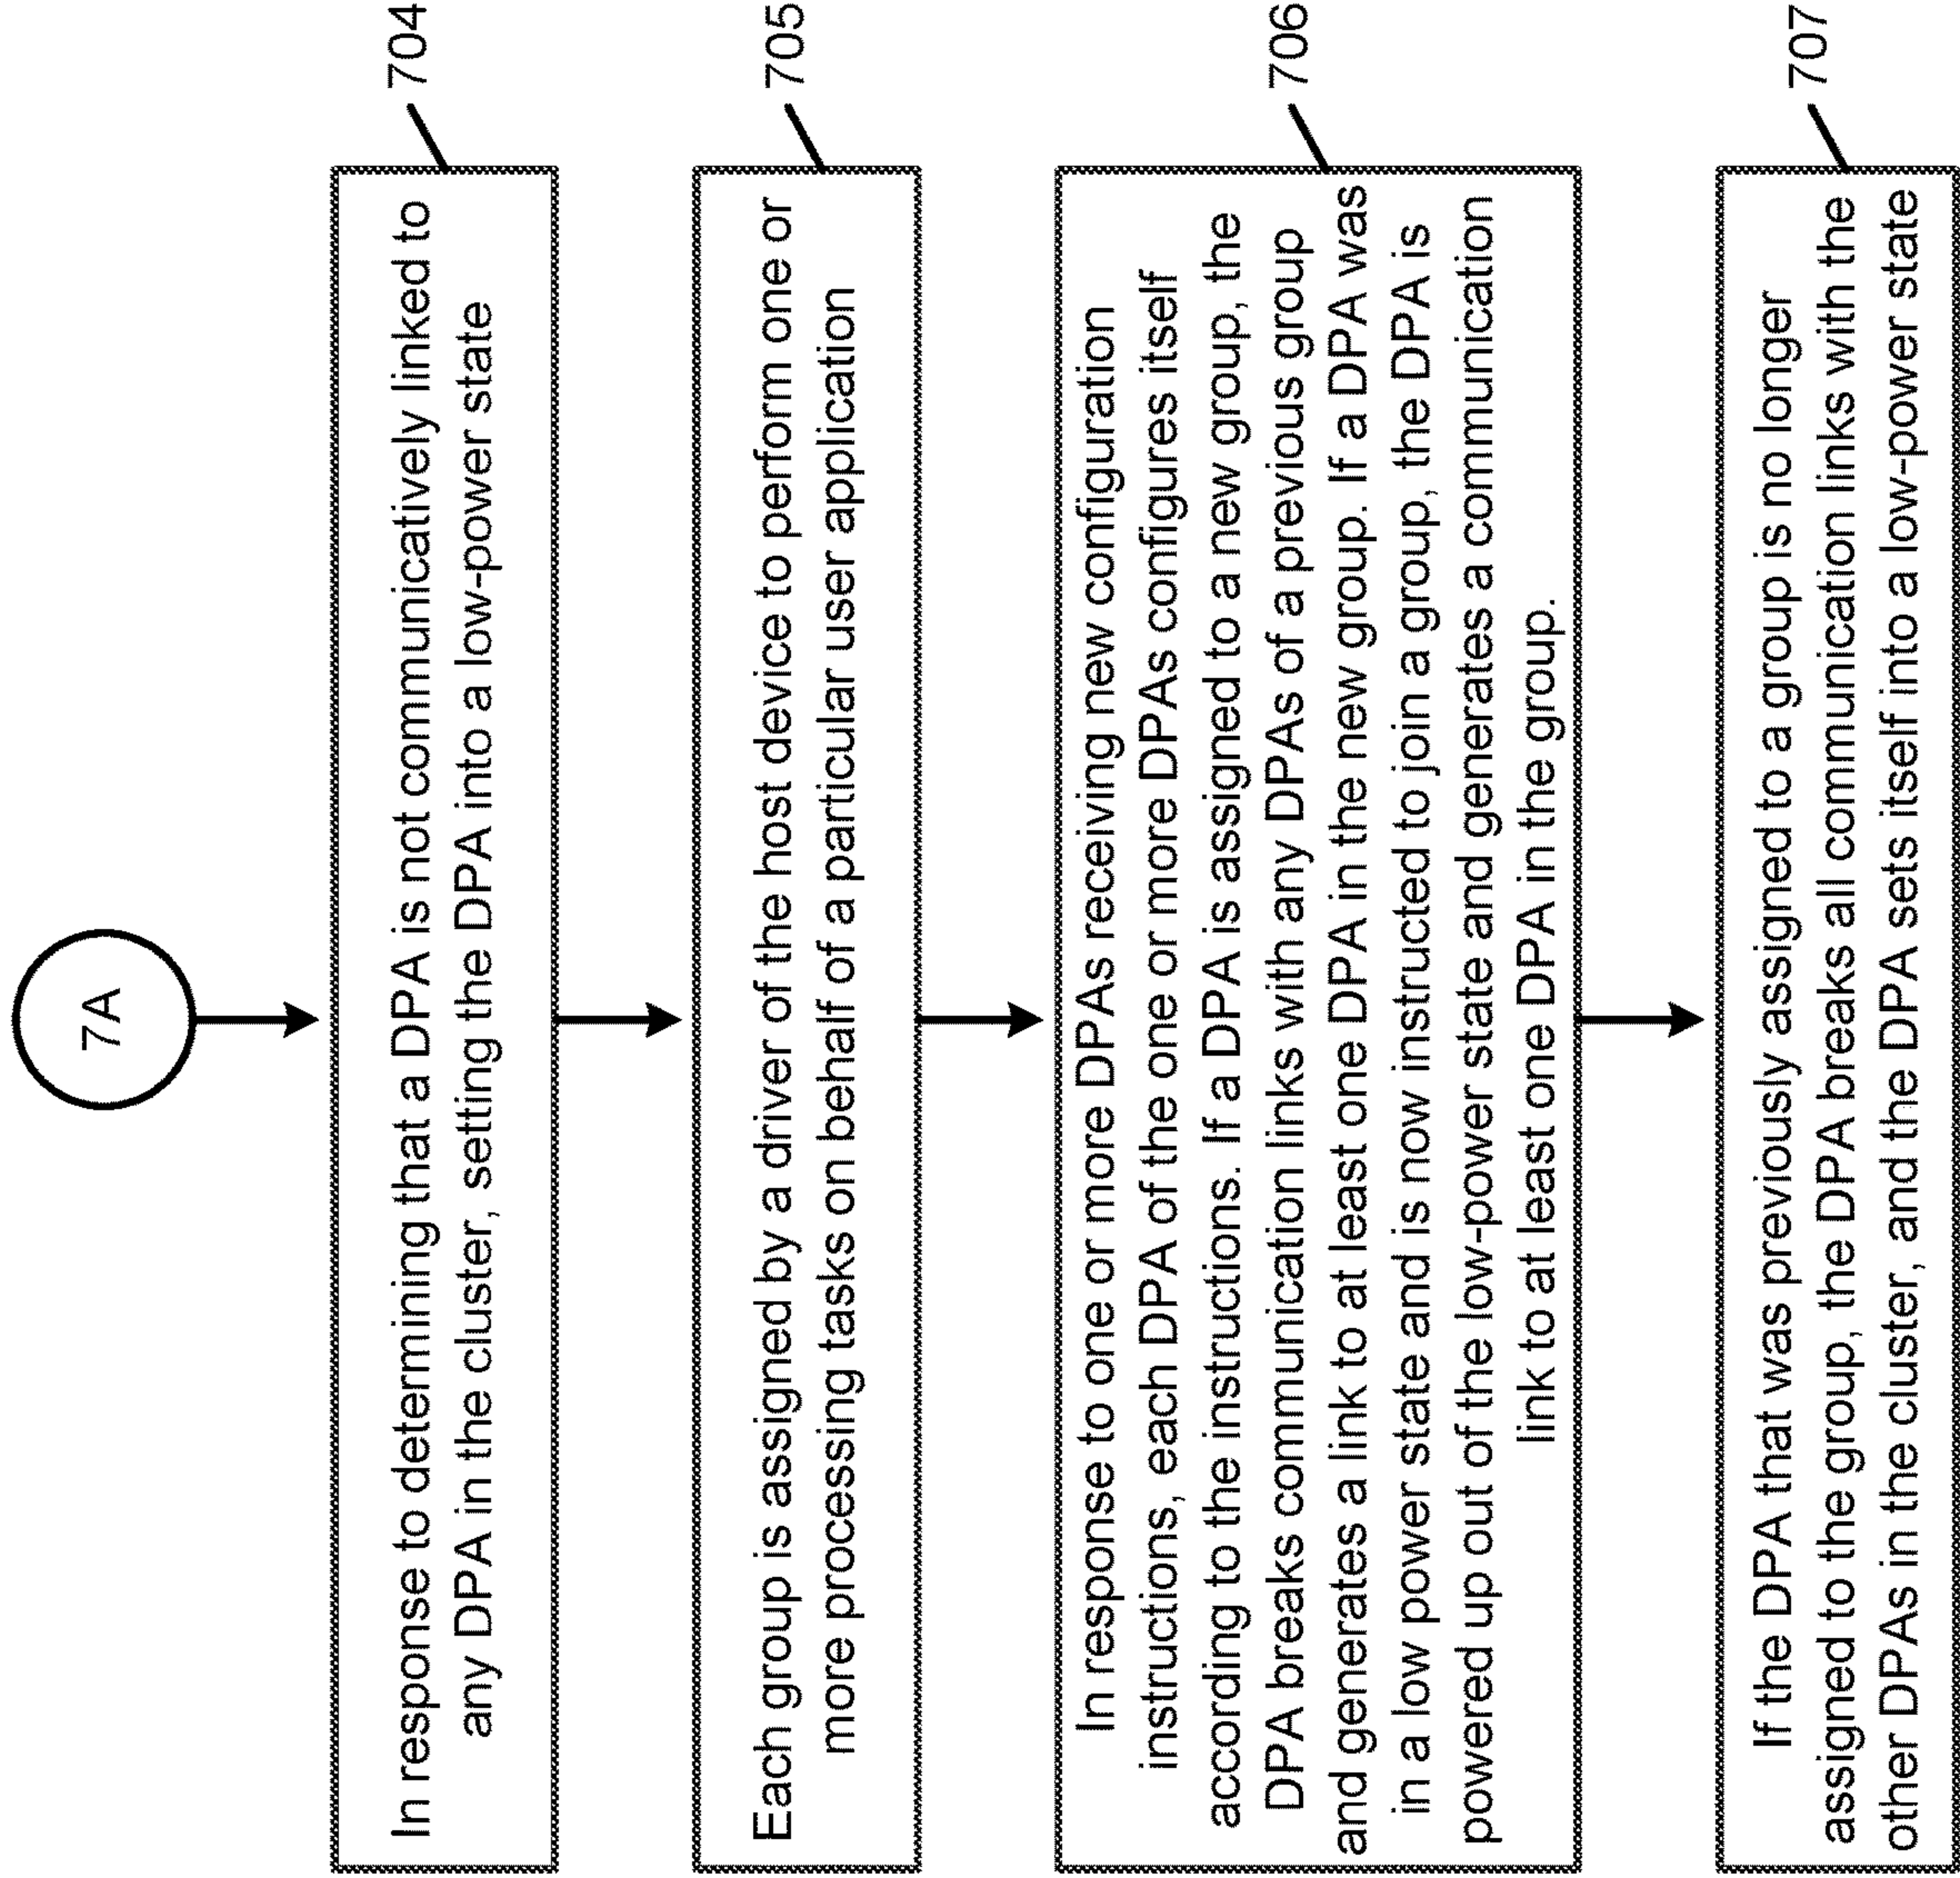 7A
704
In response to determining that a DPA is not communicatively linked to
any DPA in the cluster, setting the DPA into a low-power state
705
Each group is assigned by a driver of the host device to perform one or
more processing tasks on behalf of a particular user application
706
In response to one or more DPAs receiving new configuration
instructions, each DPA of the one or more DPAs configures itself
according to the instructions. If a DPA is assigned to a new group, the
DPA breaks communication links with any DPAs of a previous group
and generates a link to at least one DPA in the new group. If a DPA was
in a low power state and is now instructed to join a group, the DPA is
powered up out of the low-power state and generates a communication
link to at least one DPA in the group.
707
If the DPA that was previously assigned to a group is no longer
assigned to the group, the DPA breaks all communication links with the
other DPAs in the cluster, and the DPA sets itself into a low-power state